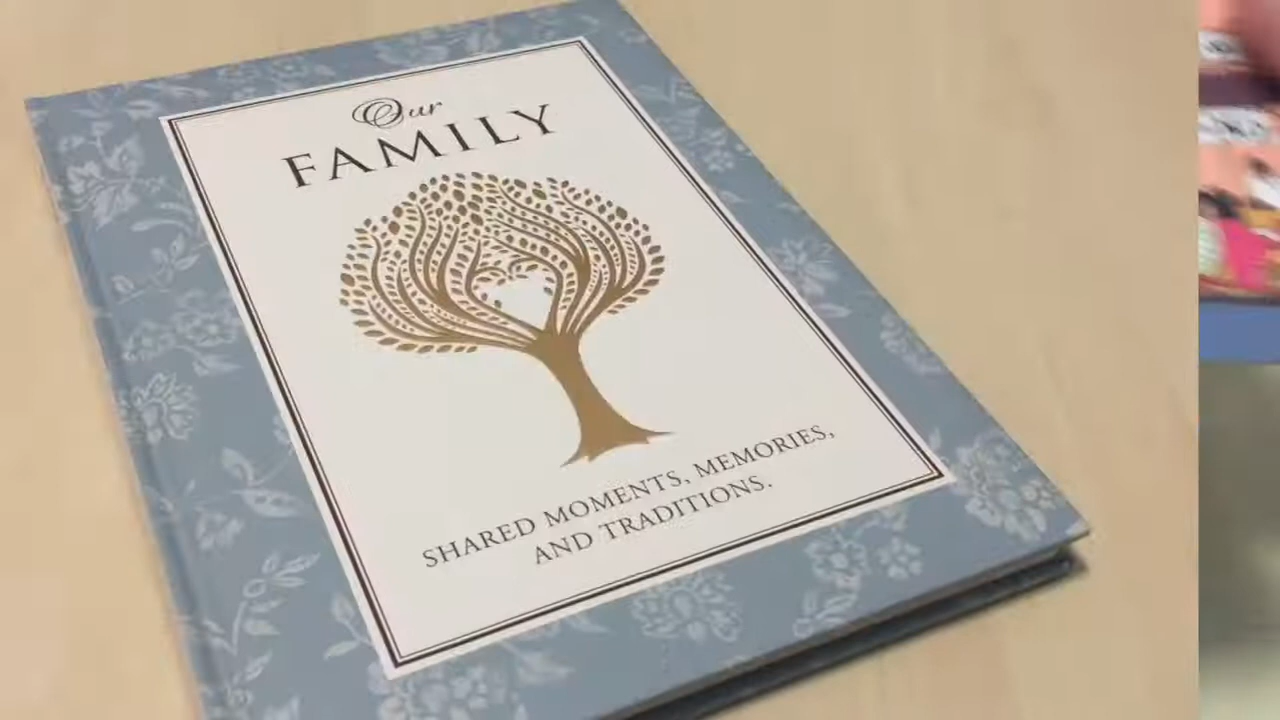 Our
FAMILY
SHARED MOMENTS, MEMORIES,
AND TRADITIONS.